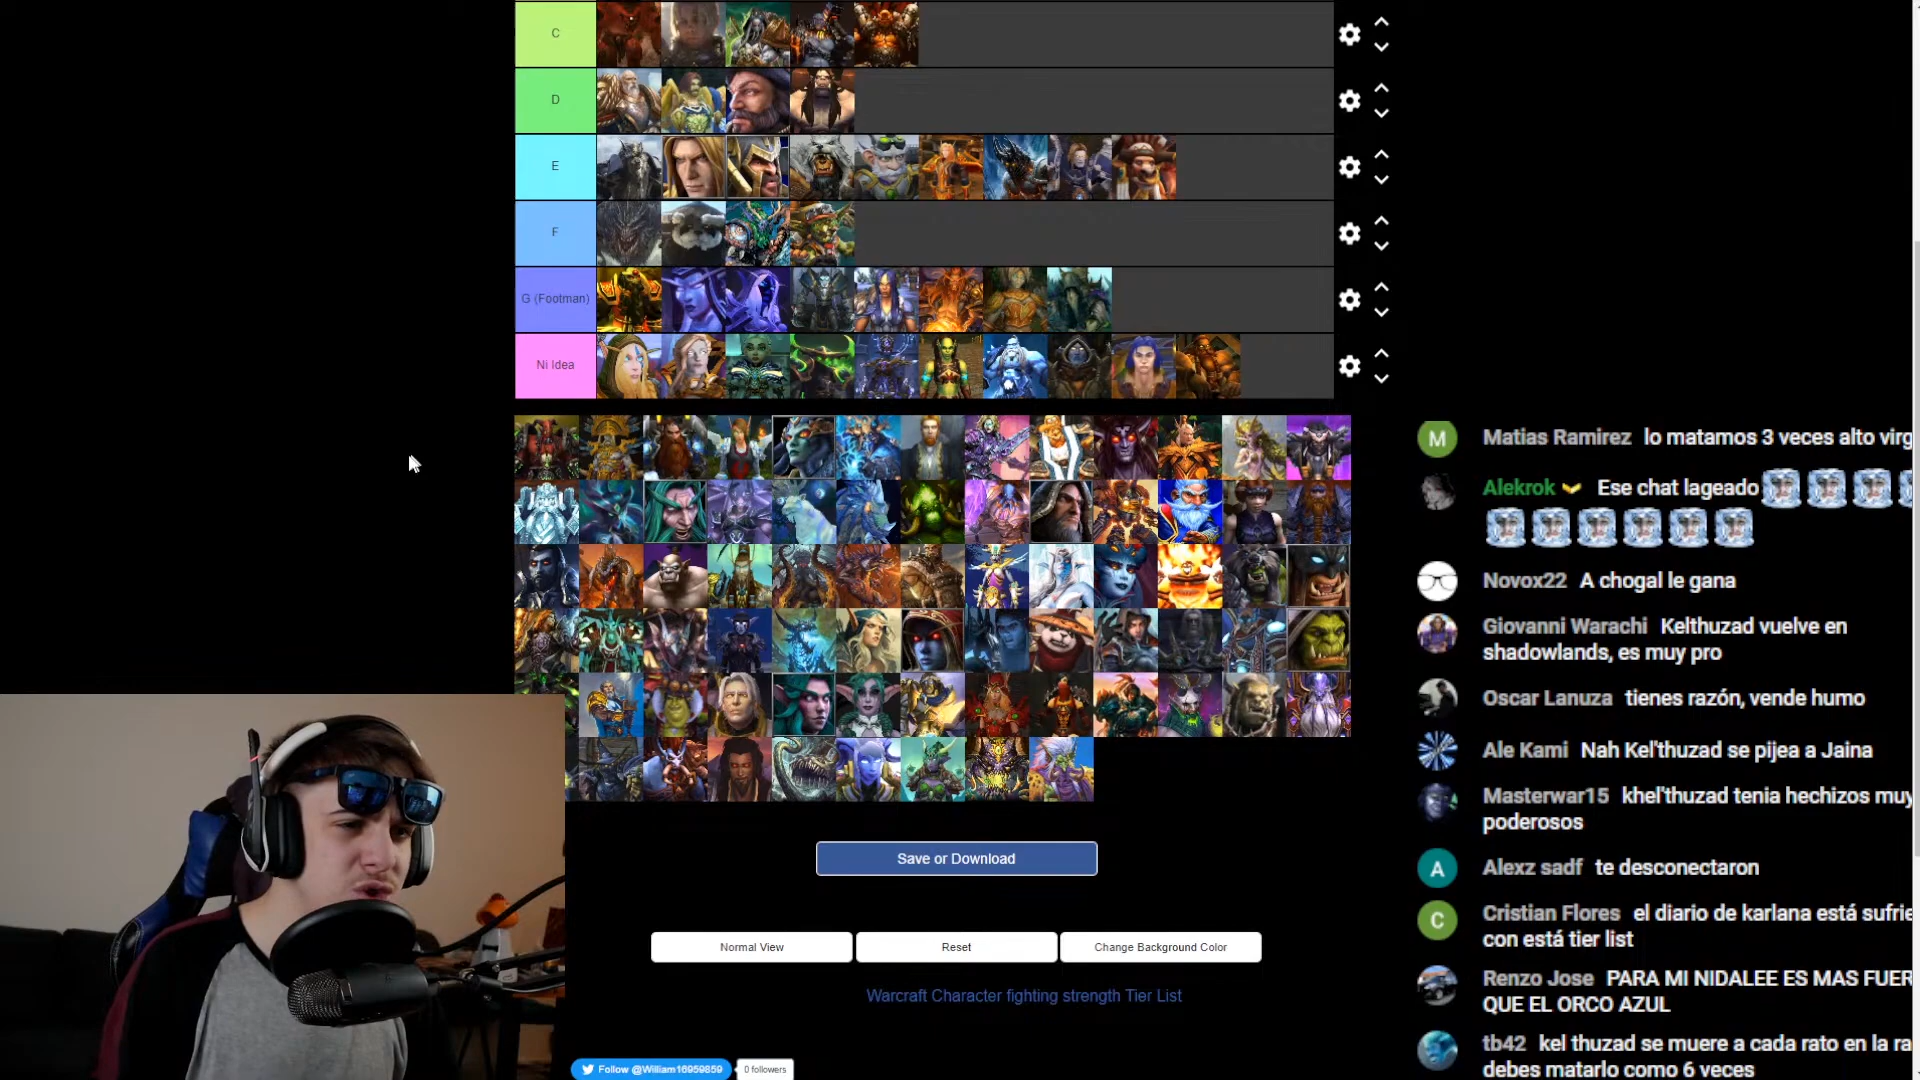 C
D
E
F
G (Footman)
Ni Idea
Matias Ramirez lo matamos 3 veces alto virg
Alekrok Ese chat lageado
Novox22 A chogal le gana
Giovanni Warachi Kelthuzad vuelve en
shadowlands, es muy pro
Oscar Lanuza tienes razón, vende humo
Ale Kami Nah Kel'thuzad se pijea a Jaina
Masterwar15 khel'thuzad tenia hechizos muy
poderosos
A Alexz sadf te desconectaron
C Cristian Flores el diario de karlana está sufrie
con está tier list
Renzo Jose PARA MI NIDALEE ES MAS FUER
QUE EL ORCO AZUL
tb42 kel thuzad se muere a cada rato en la ra
debes matarlo como 6 veces
M
Save or Download
Normal View
Reset
Change Background Color
Warcraft Character fighting strength Tier List
Follow @William16959859
0 followers